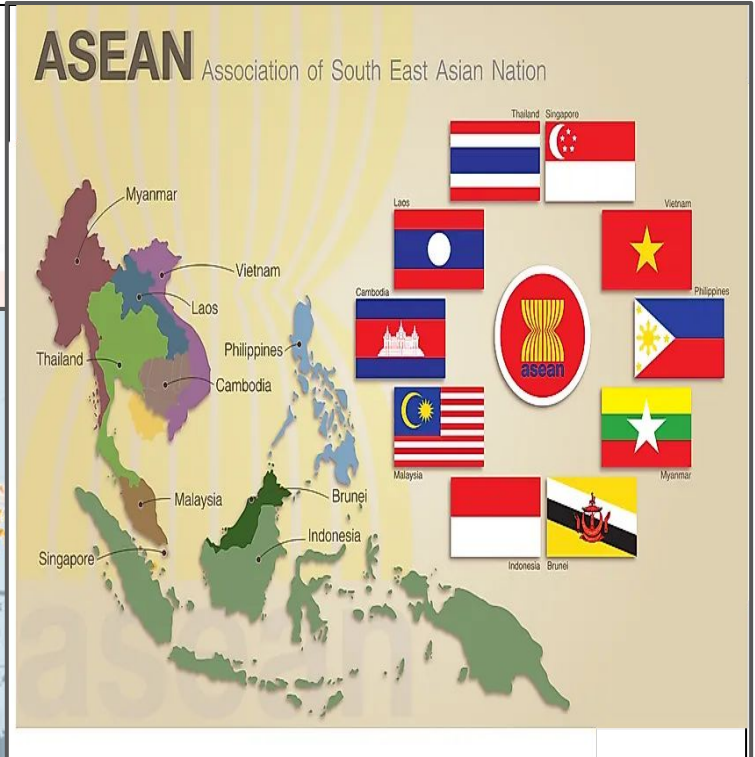 ASEAN Association of South East Asian Nation
Thailand Singapore
Laos
Vietnam
Cambodia
Philippines
asean
Malaysia
Myanmar
Indonesia Brunei
Myanmar
Vietnam
Laos
Philippines
Thailand
Cambodia
Malaysia
Brunei
Indonesia
Singapore
asean